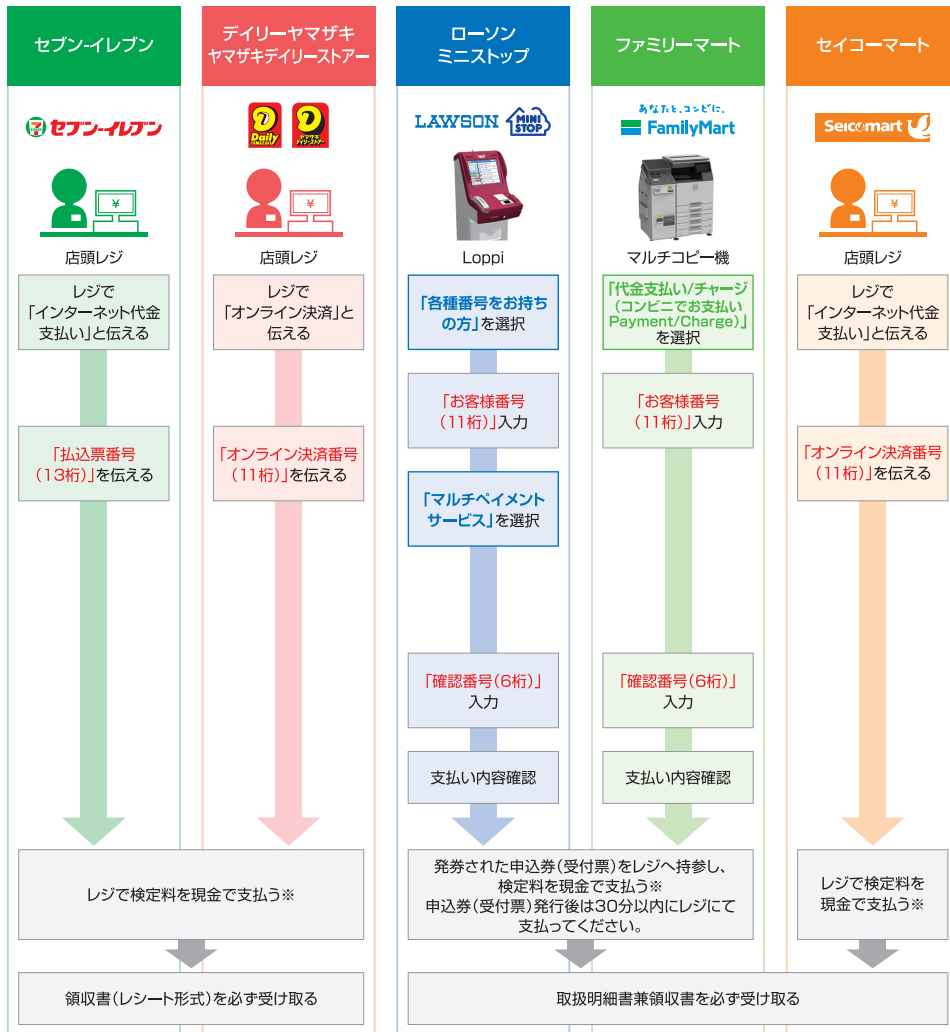 セブン-イレブン
デイリーヤマザキ
ヤマザキデイリーストアー
ローソン
ミニストップ
ファミリーマート
セイコーマート
セブン-イレブン
Daily
YAMAZAKI
ヤマザキ
デイリーストアー
LAWSON
MINI
STOP
あなたと、コンビに、
FamilyMart
Seicomart
¥
¥
¥
店頭レジ
店頭レジ
Loppi
マルチコピー機
店頭レジ
レジで
「インターネット代金
支払い」と伝える
レジで
「オンライン決済」と
伝える
「各種番号をお持ち
の方」を選択
「代金支払い/チャージ
(コンビニでお支払い
Payment/Charge)」
を選択
レジで
「インターネット代金
支払い」と伝える
「お客様番号
(11桁)」入力
「お客様番号
(11桁)」入力
「払込票番号
(13桁)」を伝える
「オンライン決済番号
(11桁)」を伝える
「オンライン決済番号
(11桁)」を伝える
「マルチペイメント
サービス」を選択
「確認番号(6桁)」
入力
「確認番号(6桁)」
入力
支払い内容確認
支払い内容確認
レジで検定料を現金で支払う※
発券された申込券(受付票)をレジへ持参し、
検定料を現金で支払う※
申込券(受付票)発行後は30分以内にレジにて
支払ってください。
レジで検定料を
現金で支払う※
領収書(レシート形式)を必ず受け取る
取扱明細書兼領収書を必ず受け取る